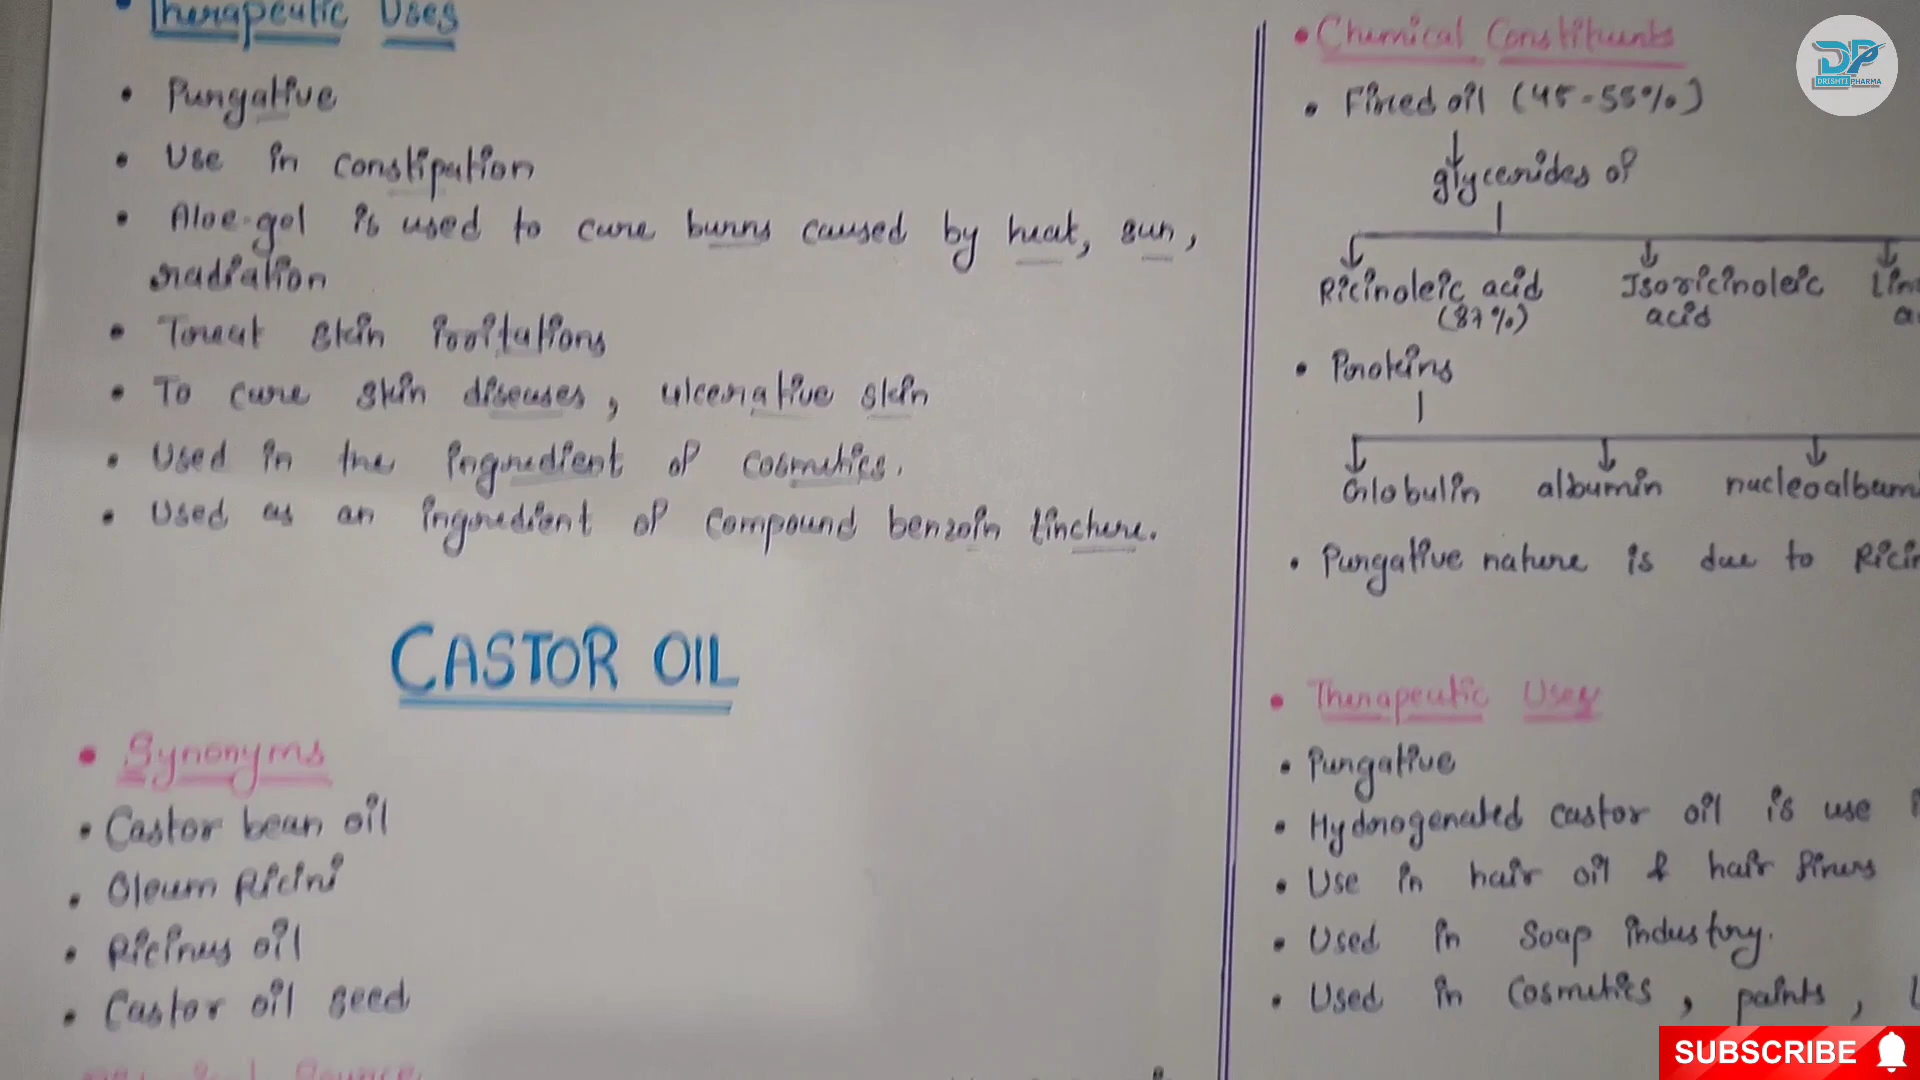 Therapeutic Uses
• Purgative
• Use in constipation
• Aloe-gel is used to cure burns caused by heat, sun,
radiation
• Treat skin irritations
• To cure skin diseases, ulcerative skin
• Used in the ingredient of cosmetics.
• Used as an ingredient of compound benzoin tincture.
CASTOR OIL
• Synonyms
• Castor bean oil
• Oleum Ricini
• Ricinus oil
• Castor oil seed
• Chemical Constituents
• Fixed oil (45-55%)
glycerides of
Ricinoleic acid Isoricinoleic
(87%) acid
• Proteins
Globulin albumin nucleoalbumi
• Purgative nature is due to Ricin
• Therapeutic Uses
• Purgative
• Hydrogenated castor oil is use
• Use in hair oil & hair fixers
• Used in Soap industry.
• Used in Cosmetics, paints,
DP
DRISHTI PHARMA
SUBSCRIBE